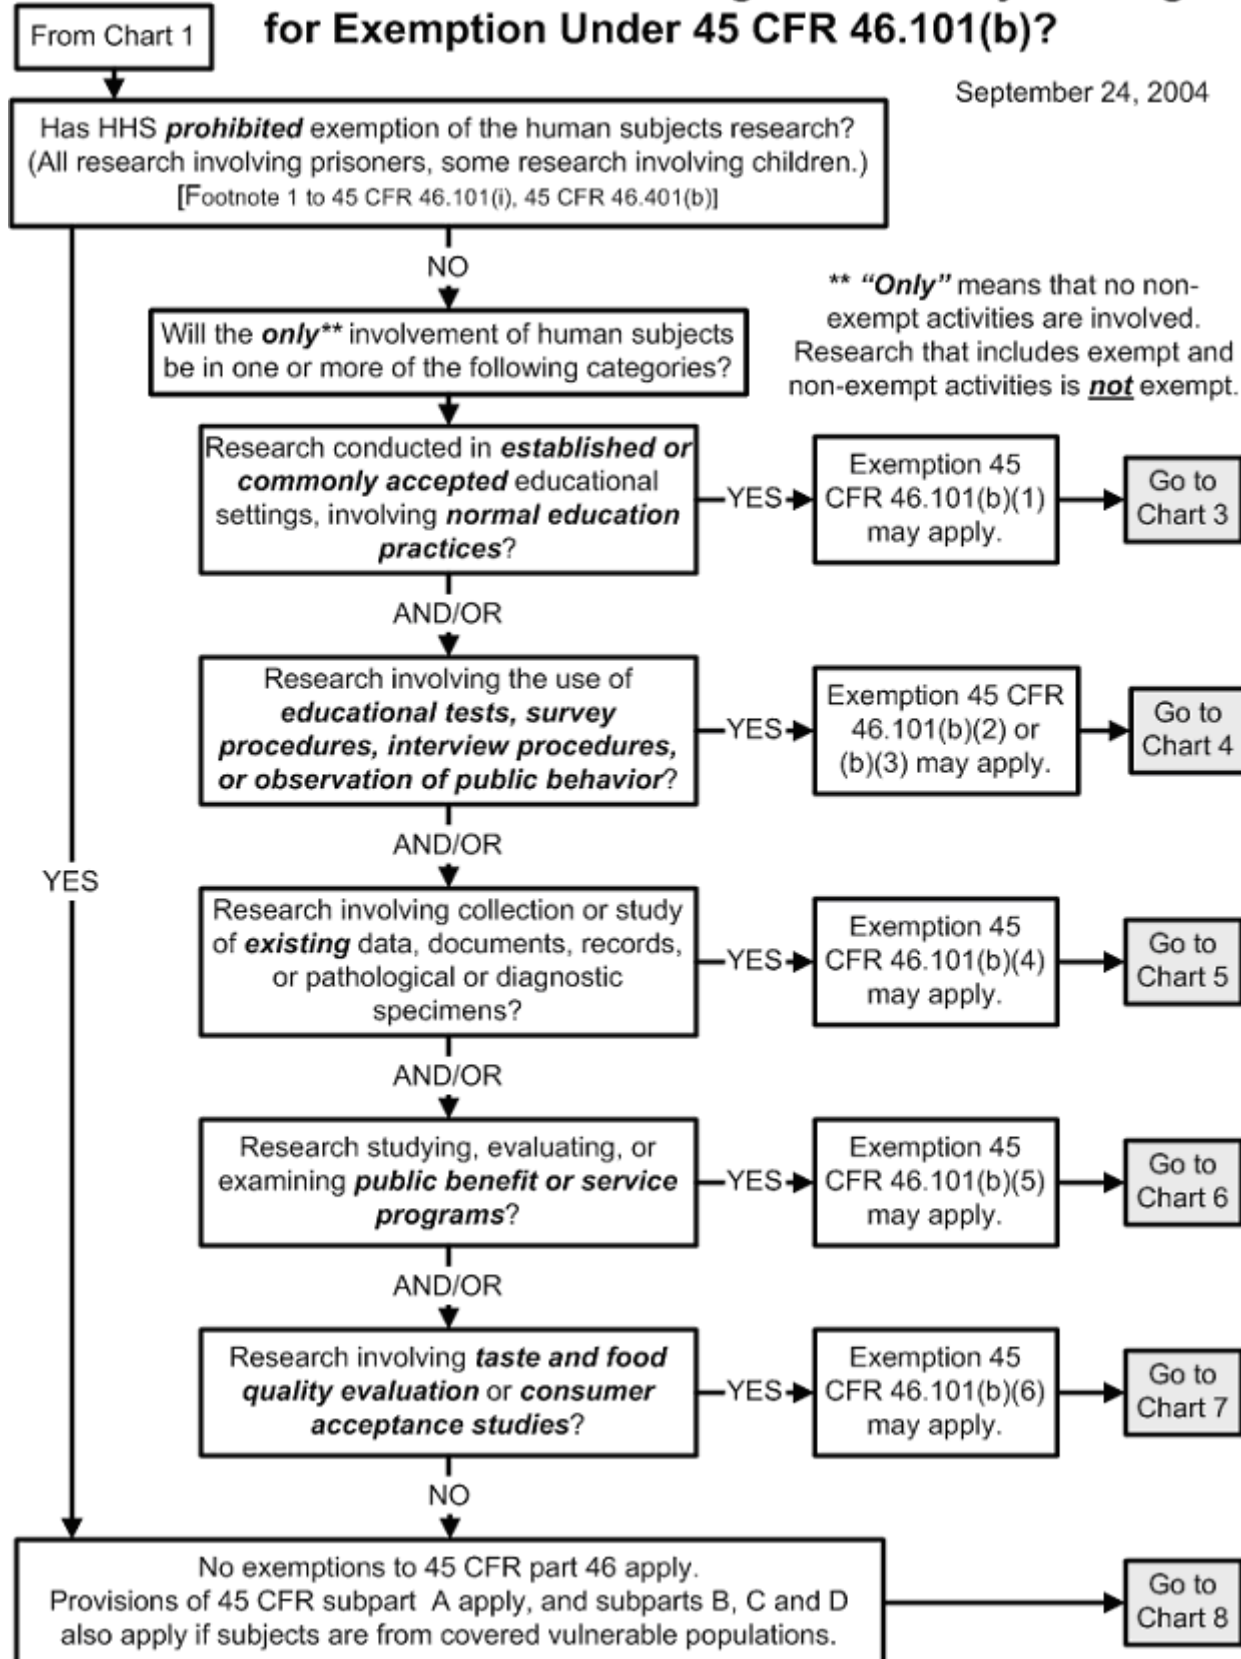 From Chart 1
for Exemption Under 45 CFR 46.101(b)?
September 24, 2004
Has HHS prohibited exemption of the human subjects research?
(All research involving prisoners, some research involving children.)
[Footnote 1 to 45 CFR 46.101(i), 45 CFR 46.401(b)]
NO
** “Only” means that no non-
exempt activities are involved.
Research that includes exempt and
non-exempt activities is not exempt.
Will the only** involvement of human subjects
be in one or more of the following categories?
Research conducted in established or
commonly accepted educational
settings, involving normal education
practices?
YES
Exemption 45
CFR 46.101(b)(1)
may apply.
Go to
Chart 3
AND/OR
Research involving the use of
educational tests, survey
procedures, interview procedures,
or observation of public behavior?
YES
Exemption 45 CFR
46.101(b)(2) or
(b)(3) may apply.
Go to
Chart 4
AND/OR
YES
Research involving collection or study
of existing data, documents, records,
or pathological or diagnostic
specimens?
YES
Exemption 45
CFR 46.101(b)(4)
may apply.
Go to
Chart 5
AND/OR
Research studying, evaluating, or
examining public benefit or service
programs?
YES
Exemption 45
CFR 46.101(b)(5)
may apply.
Go to
Chart 6
AND/OR
Research involving taste and food
quality evaluation or consumer
acceptance studies?
YES
Exemption 45
CFR 46.101(b)(6)
may apply.
Go to
Chart 7
NO
No exemptions to 45 CFR part 46 apply.
Provisions of 45 CFR subpart A apply, and subparts B, C and D
also apply if subjects are from covered vulnerable populations.
Go to
Chart 8